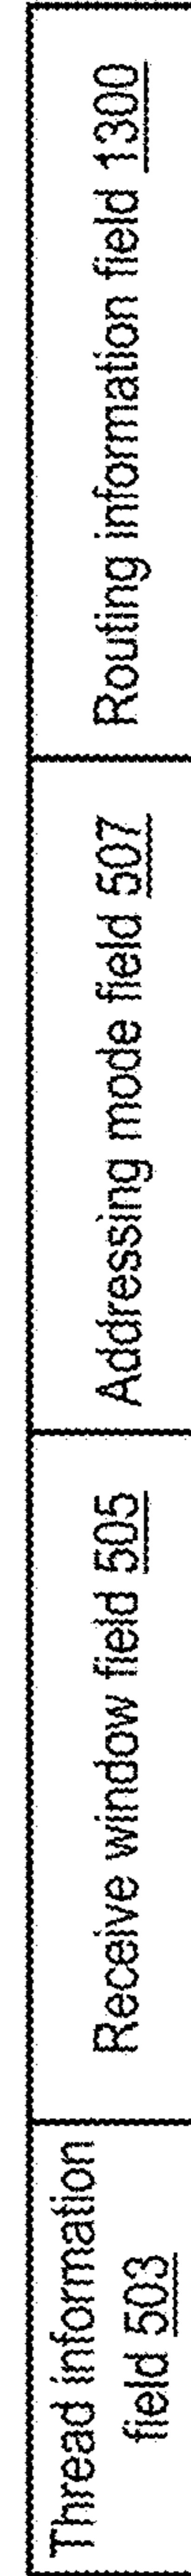 Thread information
field 503
Receive window field 505
Addressing mode field 507
Routing information field 1300